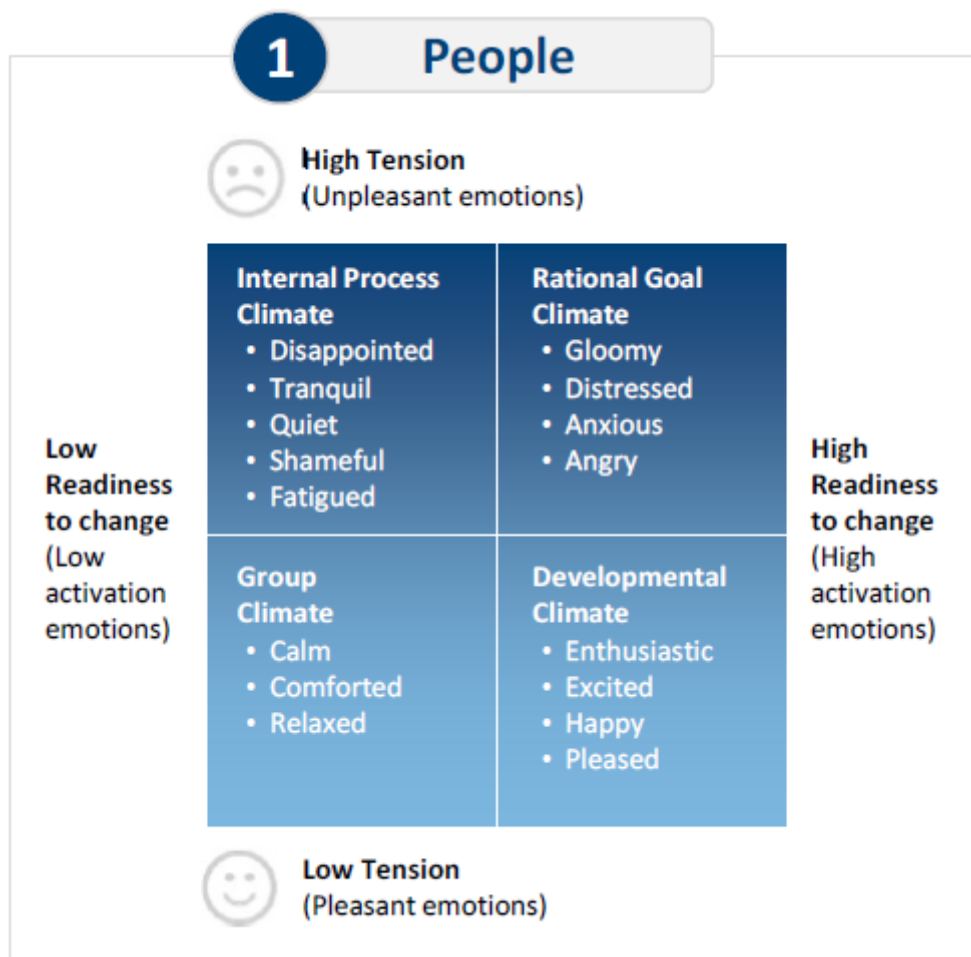 1 People
High Tension
(Unpleasant emotions)
Internal Process
Climate
• Disappointed
• Tranquil
• Quiet
• Shameful
• Fatigued
Rational Goal
Climate
• Gloomy
• Distressed
• Anxious
• Angry
Low
Readiness
to change
(Low
activation
emotions)
High
Readiness
to change
(High
activation
emotions)
Group
Climate
• Calm
• Comforted
• Relaxed
Developmental
Climate
• Enthusiastic
• Excited
• Happy
• Pleased
Low Tension
(Pleasant emotions)